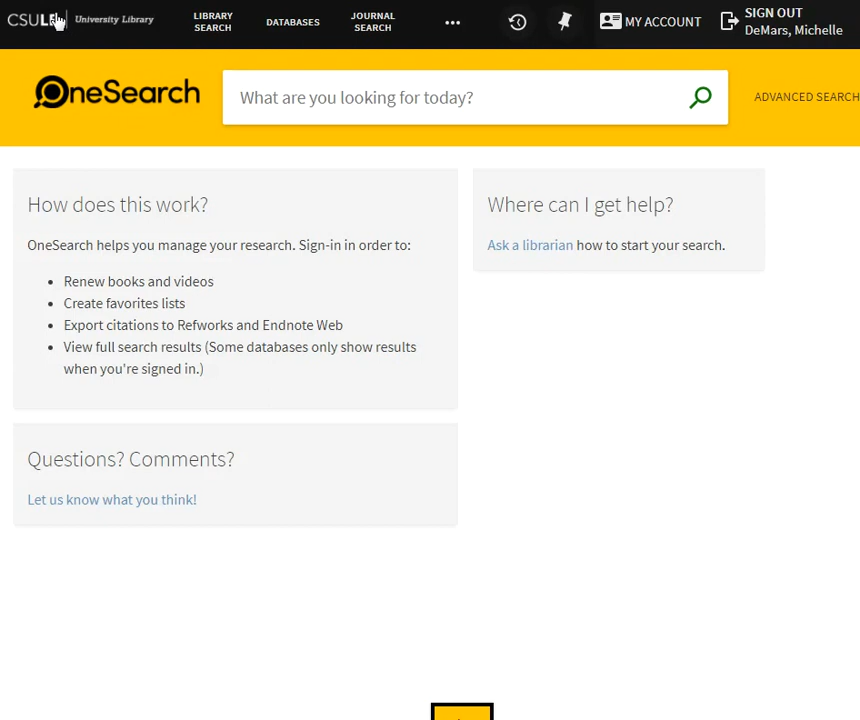 CSUL University Library
LIBRARY SEARCH
DATABASES
JOURNAL SEARCH
MY ACCOUNT
SIGN OUT
DeMars, Michelle
OneSearch
What are you looking for today?
ADVANCED SEARCH
How does this work?
OneSearch helps you manage your research. Sign-in in order to:
Renew books and videos
Create favorites lists
Export citations to Refworks and Endnote Web
View full search results (Some databases only show results
when you're signed in.)
Where can I get help?
Ask a librarian how to start your search.
Questions? Comments?
Let us know what you think!